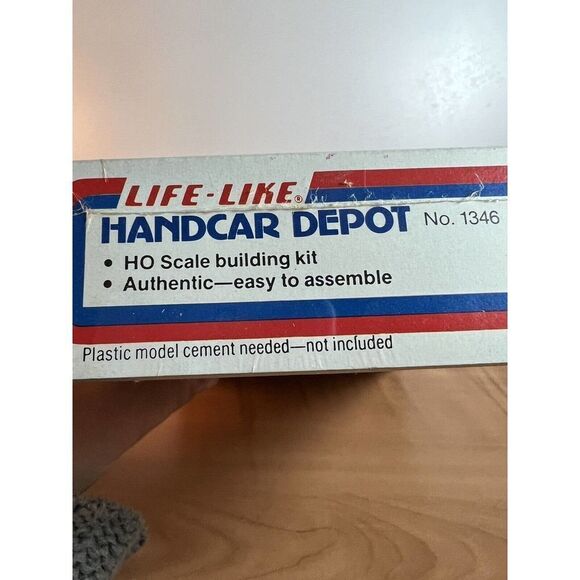 LIFE-LIKE®
HANDCAR DEPOT No. 1346
• HO Scale building kit
• Authentic—easy to assemble
Plastic model cement needed—not included